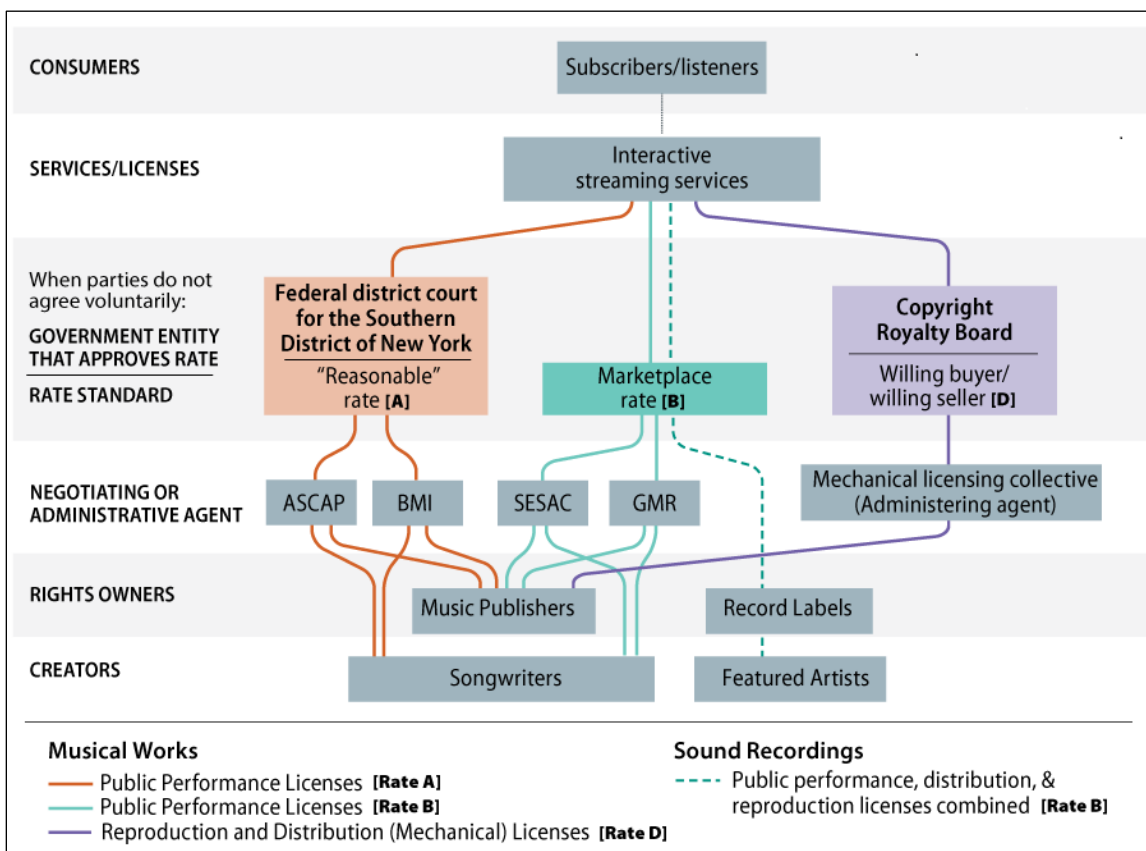 CONSUMERS
Subscribers/listeners
SERVICES/LICENSES
Interactive
streaming services
When parties do not
agree voluntarily:
GOVERNMENT ENTITY
THAT APPROVES RATE
RATE STANDARD
Federal district court
for the Southern
District of New York
“Reasonable”
rate [A]
Marketplace
rate [B]
Copyright
Royalty Board
Willing buyer/
willing seller [D]
NEGOTIATING OR
ADMINISTRATIVE AGENT
ASCAP
BMI
SESAC
GMR
Mechanical licensing collective
(Administering agent)
RIGHTS OWNERS
Music Publishers
Record Labels
CREATORS
Songwriters
Featured Artists
Musical Works
Public Performance Licenses [Rate A]
Public Performance Licenses [Rate B]
Reproduction and Distribution (Mechanical) Licenses [Rate D]
Sound Recordings
Public performance, distribution, &
reproduction licenses combined [Rate B]